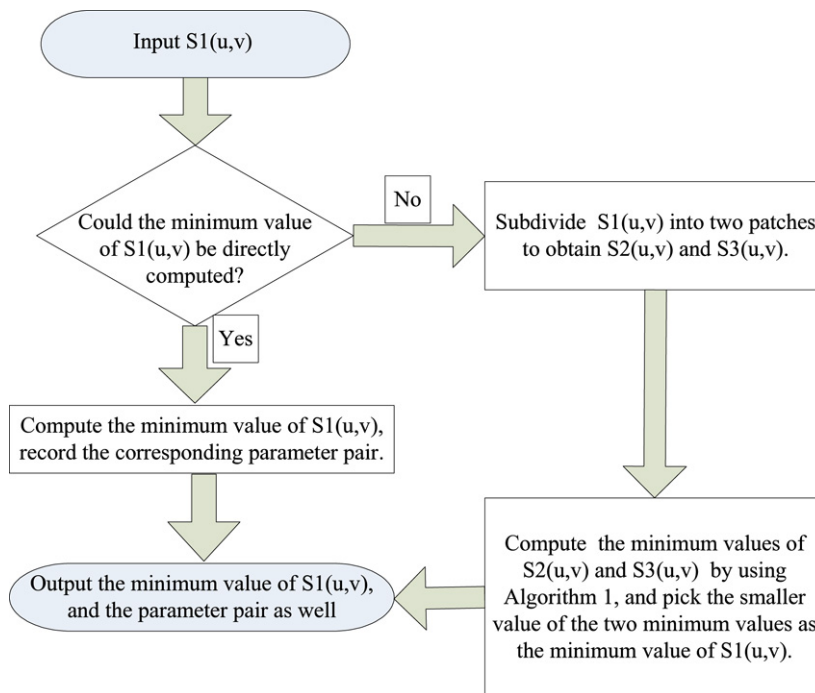 Input S1(u,v)
Could the minimum value
of S1(u,v) be directly
computed?
No
Subdivide S1(u,v) into two patches
to obtain S2(u,v) and S3(u,v).
Yes
Compute the minimum value of S1(u,v),
record the corresponding parameter pair.
Compute the minimum values of
S2(u,v) and S3(u,v) by using
Algorithm 1, and pick the smaller
value of the two minimum values as
the minimum value of S1(u,v).
Output the minimum value of S1(u,v),
and the parameter pair as well